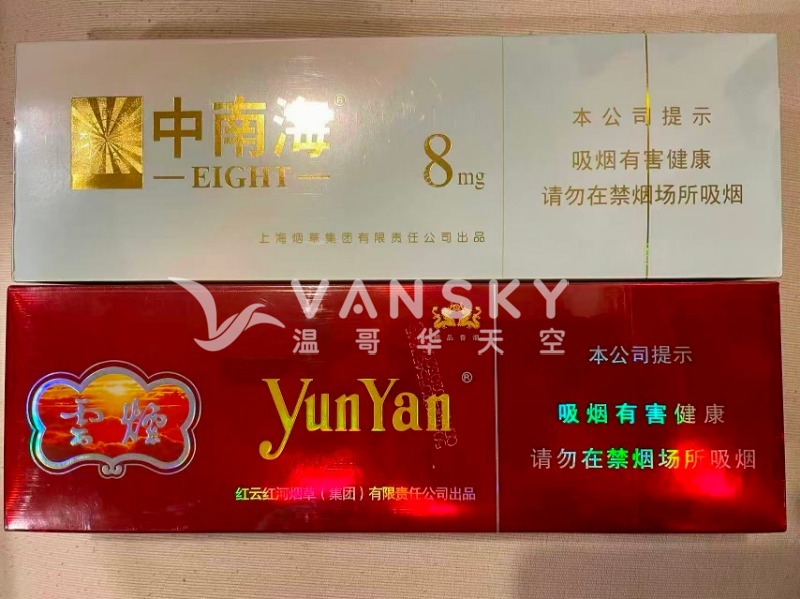 中南海®
EIGHT
8mg
上海烟草集团有限责任公司出品
本公司提示
吸烟有害健康
请勿在禁烟场所吸烟
VANSKY
温哥华天空
雲煙
YunYan®
红云红河烟草(集团)有限责任公司出品
本公司提示
吸烟有害健康
请勿在禁烟场所吸烟